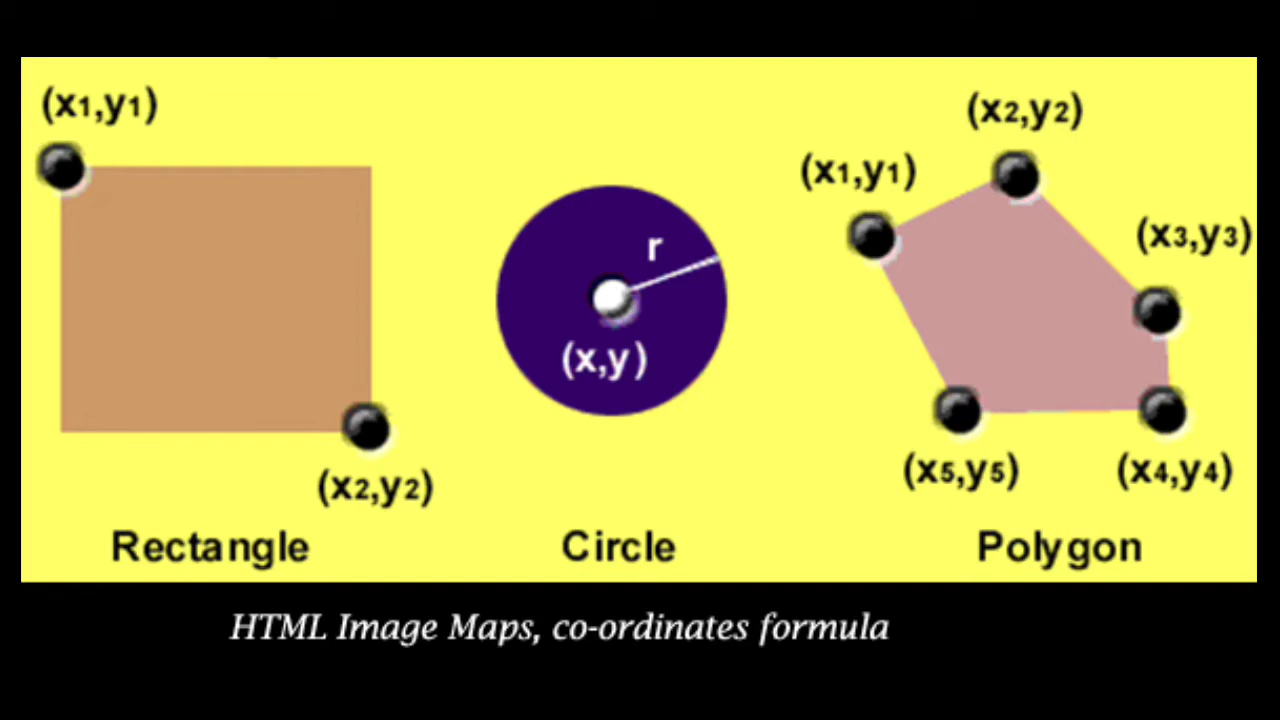 (x1,y1)
(x2,y2)
Rectangle
r
(x,y)
Circle
(x1,y1)
(x2,y2)
(x3,y3)
(x4,y4)
(x5,y5)
Polygon
HTML Image Maps, co-ordinates formula